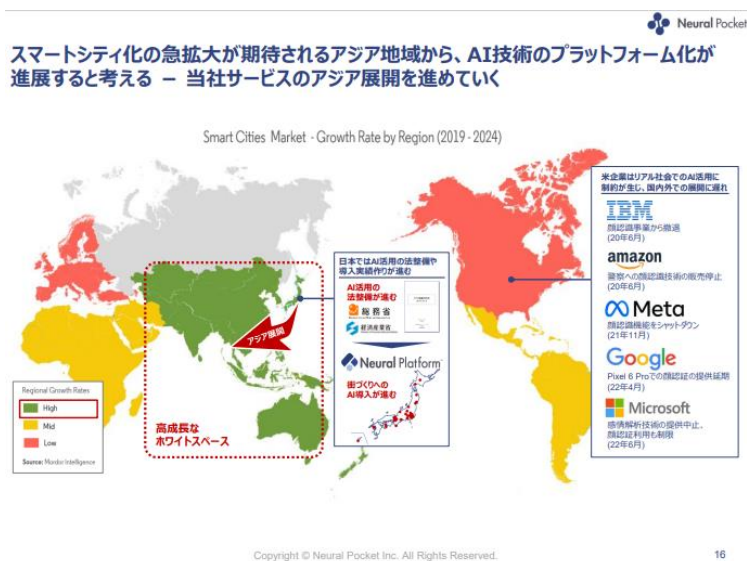 Neural Pocket
スマートシティ化の急拡大が期待されるアジア地域から、AI技術のプラットフォーム化が
進展すると考える － 当社サービスのアジア展開を進めていく
Smart Cities Market - Growth Rate by Region (2019 - 2024)
Regional Growth Rates
High
Mid
Low
Source: Mordor Intelligence
アジア展開
高成長な
ホワイトスペース
日本ではAI活用の法整備や
導入実績作りが進む
AI活用の
法整備が進む
総務省
経済産業省
Neural Platform
街づくりへの
AI導入が進む
米企業はリアル社会でのAI活用に
制約が生じ、国内外での展開に遅れ
IBM
顔認識事業から撤退
(20年6月)
amazon
警察への顔認識技術の販売停止
(20年6月)
Meta
顔認識機能をシャットダウン
(21年11月)
Google
Pixel 6 Proでの顔認証の提供延期
(22年4月)
Microsoft
感情解析技術の提供中止、
顔認証利用も制限
(22年6月)
Copyright © Neural Pocket Inc. All Rights Reserved.
16